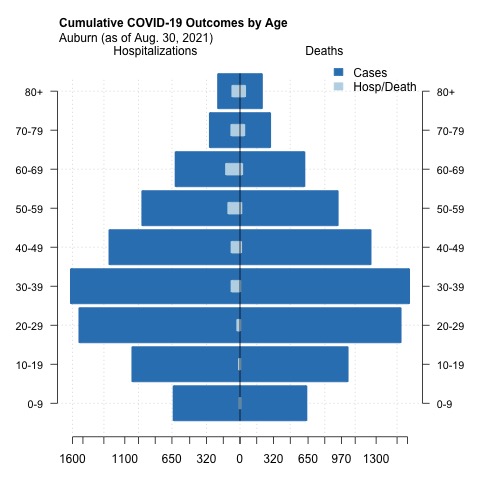 Cumulative COVID-19 Outcomes by Age
Auburn (as of Aug. 30, 2021)
Hospitalizations Deaths
Cases
Hosp/Death
80+ 80+
70-79 70-79
60-69 60-69
50-59 50-59
40-49 40-49
30-39 30-39
20-29 20-29
10-19 10-19
0-9 0-9
1600 1100 650 320 0 320 650 970 1300